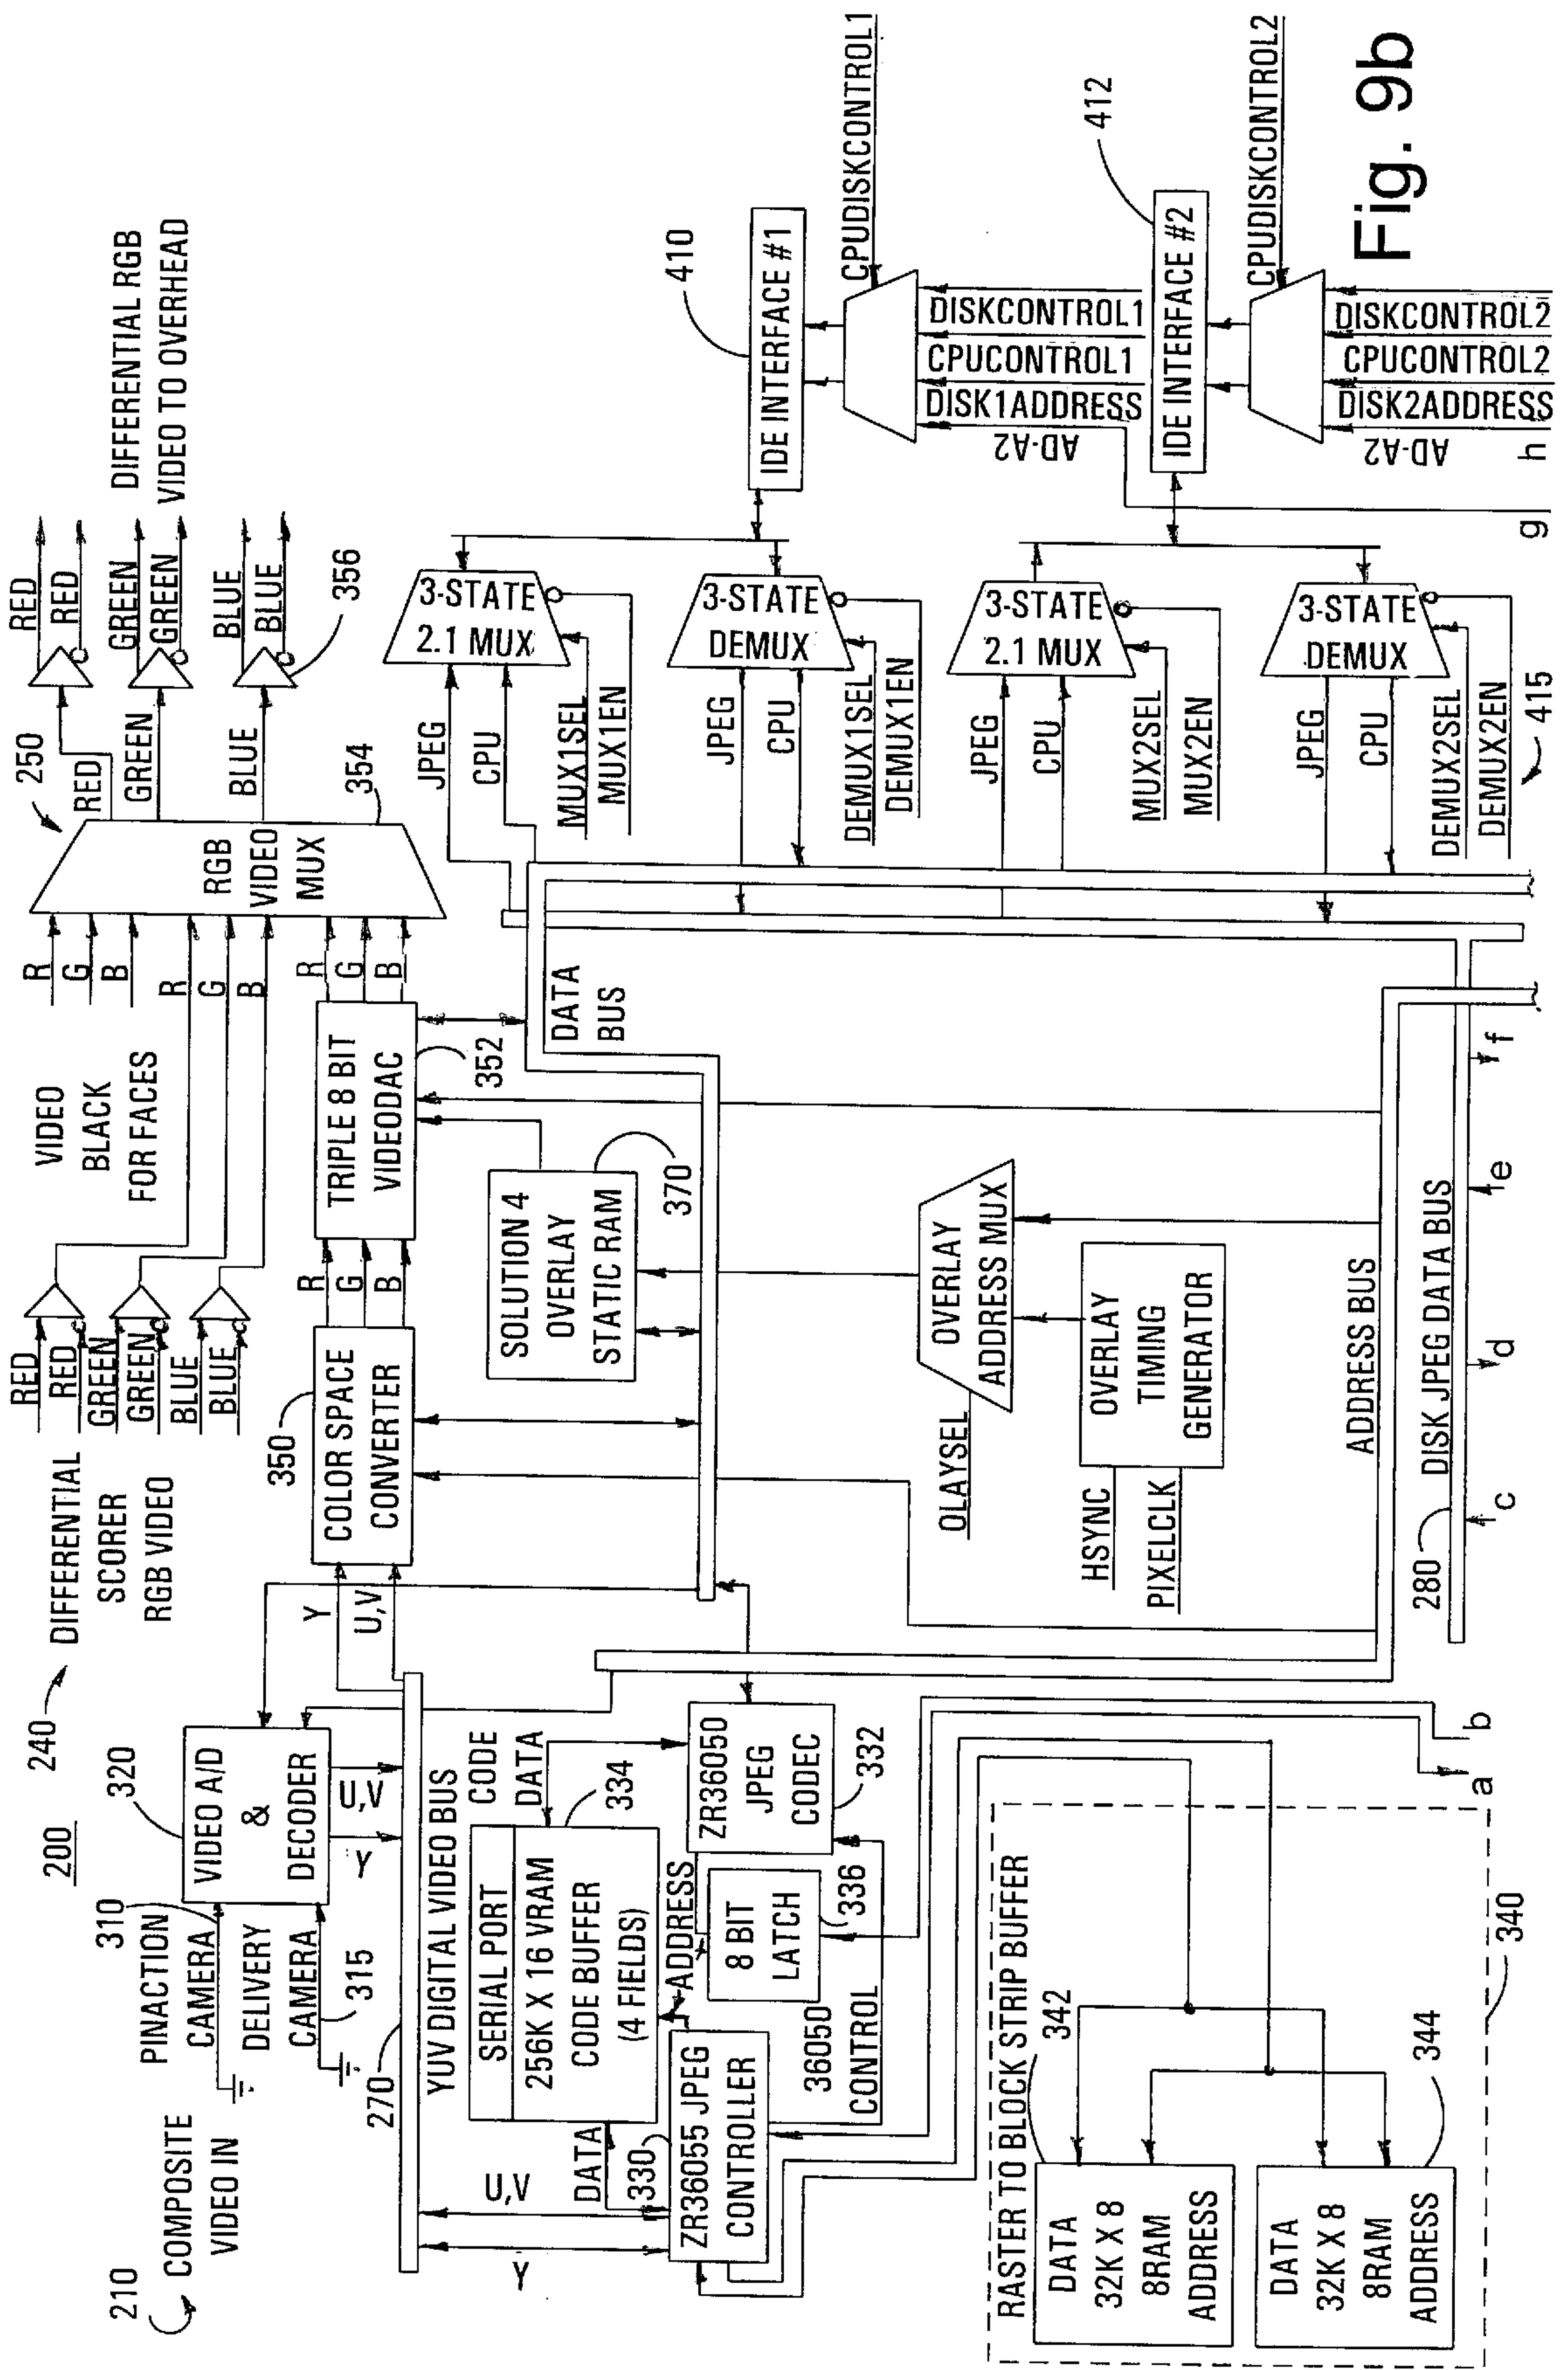 200
210
COMPOSITE
VIDEO IN
310
PINACTION
CAMERA
DELIVERY
CAMERA
315
320
VIDEO A/D
&
DECODER
U,V
Y
240
DIFFERENTIAL
SCORER
RGB VIDEO
RED
RED
GREEN
GREEN
BLUE
BLUE
VIDEO
BLACK
FOR FACES
R
G
B
R
G
B
250
RGB
VIDEO
MUX
354
RED
GREEN
BLUE
RED
RED
GREEN
GREEN
BLUE
BLUE
356
DIFFERENTIAL RGB
VIDEO TO OVERHEAD
270
YUV DIGITAL VIDEO BUS
Y
U,V
350
COLOR SPACE
CONVERTER
R
G
B
TRIPLE 8 BIT
VIDEODAC
352
R
G
B
DATA
BUS
SOLUTION 4
OVERLAY
STATIC RAM
370
U,V
Y
DATA
SERIAL PORT
256K X 16 VRAM
CODE BUFFER
(4 FIELDS)
334
CODE
DATA
330
ZR36055 JPEG
CONTROLLER
ADDRESS
8 BIT
LATCH
336
ZR36050
JPEG
CODEC
332
36050
CONTROL
OVERLAY
ADDRESS MUX
OLAYSEL
OVERLAY
TIMING
GENERATOR
HSYNC
PIXELCLK
ADDRESS BUS
280
DISK JPEG DATA BUS
RASTER TO BLOCK STRIP BUFFER
342
DATA
32K X 8
8RAM
ADDRESS
DATA
32K X 8
8RAM
ADDRESS
344
340
a
b
c
d
e
f
g
h
JPEG
CPU
3-STATE
2.1 MUX
MUX1SEL
MUX1EN
JPEG
CPU
3-STATE
DEMUX
DEMUX1SEL
DEMUX1EN
JPEG
CPU
3-STATE
2.1 MUX
MUX2SEL
MUX2EN
JPEG
CPU
3-STATE
DEMUX
DEMUX2SEL
DEMUX2EN
415
410
IDE INTERFACE #1
CPUDISKCONTROL1
DISKCONTROL1
CPUCONTROL1
DISK1ADDRESS
AD-A2
412
IDE INTERFACE #2
CPUDISKCONTROL2
DISKCONTROL2
CPUCONTROL2
DISK2ADDRESS
AD-A2
Fig. 9b